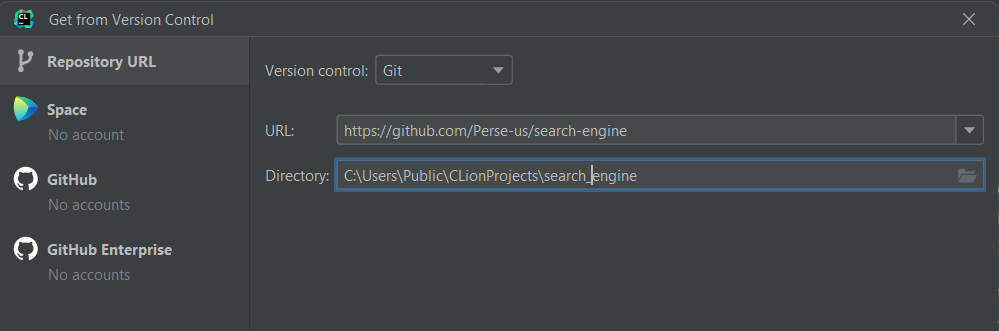 CL
Get from Version Control
Repository URL
Space
No account
GitHub
No accounts
GitHub Enterprise
No accounts
Version control: Git
URL: https://github.com/Perse-us/search-engine
Directory: C:\Users\Public\CLionProjects\search_engine